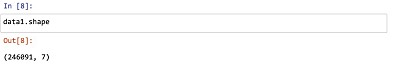 In [8]:
data1.shape
Out[8]:
(246091, 7)